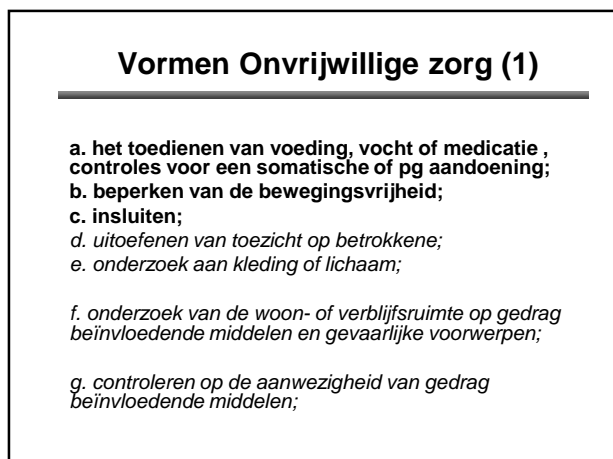 Vormen Onvrijwillige zorg (1)
a. het toedienen van voeding, vocht of medicatie ,
controles voor een somatische of pg aandoening;
b. beperken van de bewegingsvrijheid;
c. insluiten;
d. uitoefenen van toezicht op betrokkene;
e. onderzoek aan kleding of lichaam;
f. onderzoek van de woon- of verblijfsruimte op gedrag
beïnvloedende middelen en gevaarlijke voorwerpen;
g. controleren op de aanwezigheid van gedrag
beïnvloedende middelen;